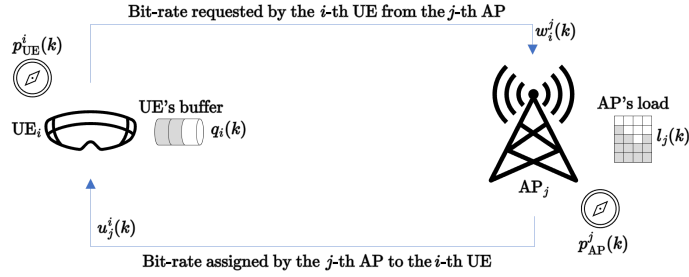 Bit-rate requested by the i-th UE from the j-th AP
p^i_UE(k)
w^j_i(k)
UE's buffer
AP's load
UE_i
q_i(k)
l_j(k)
AP_j
u^i_j(k)
p^j_AP(k)
Bit-rate assigned by the j-th AP to the i-th UE